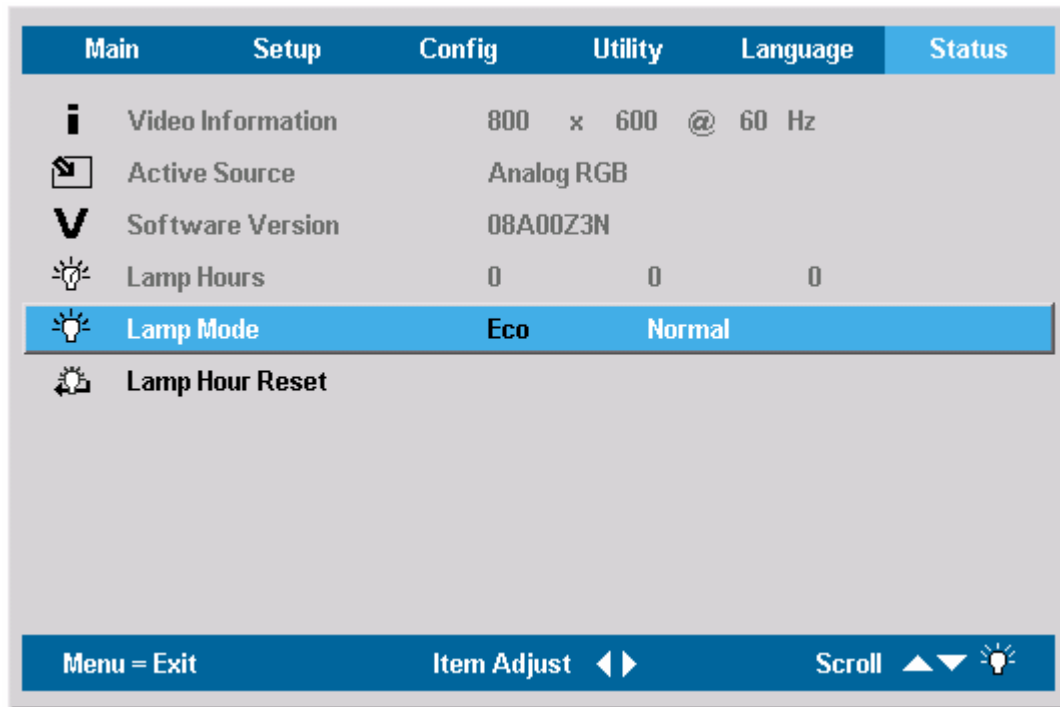 Main Setup Config Utility Language Status
i Video Information 800 x 600 @ 60 Hz
Active Source Analog RGB
V Software Version 08A00Z3N
Lamp Hours 0 0 0
Lamp Mode Eco Normal
Lamp Hour Reset
Menu = Exit Item Adjust Scroll